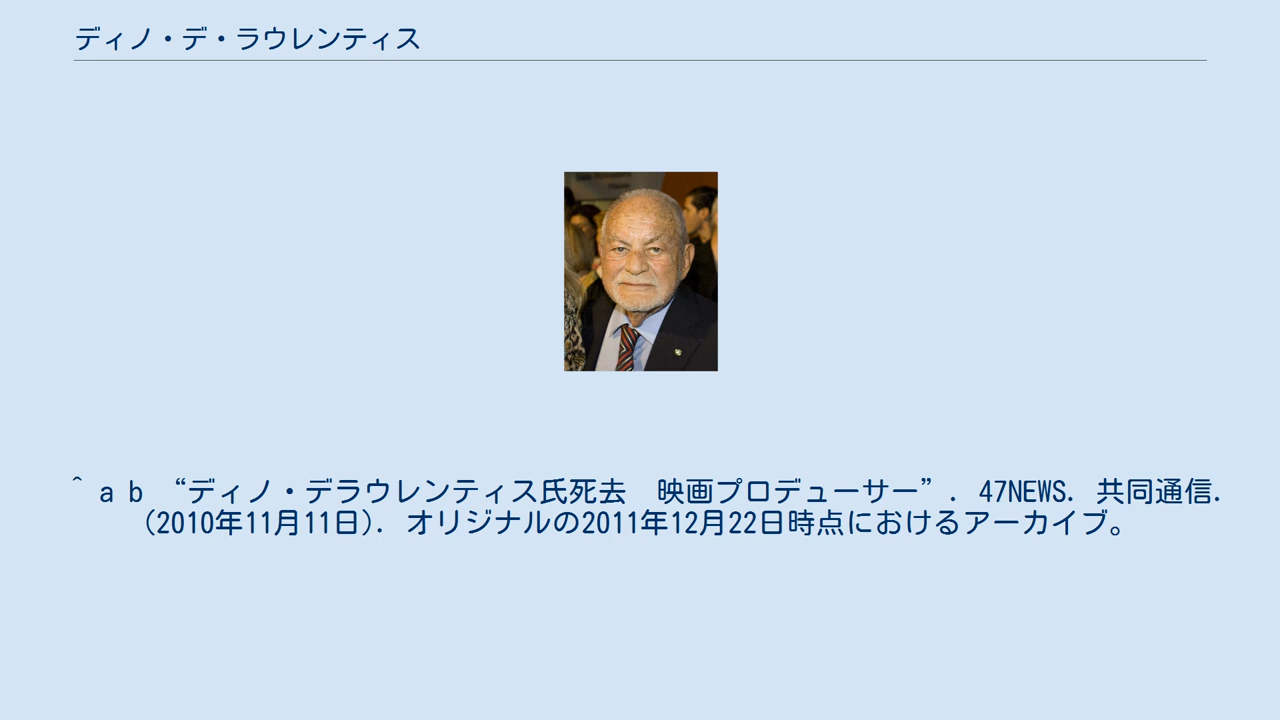 ディノ・デ・ラウレンティス
^ a b “ディノ・デラウレンティス氏死去　映画プロデューサー”. 47NEWS. 共同通信.
(2010年11月11日). オリジナルの2011年12月22日時点におけるアーカイブ。